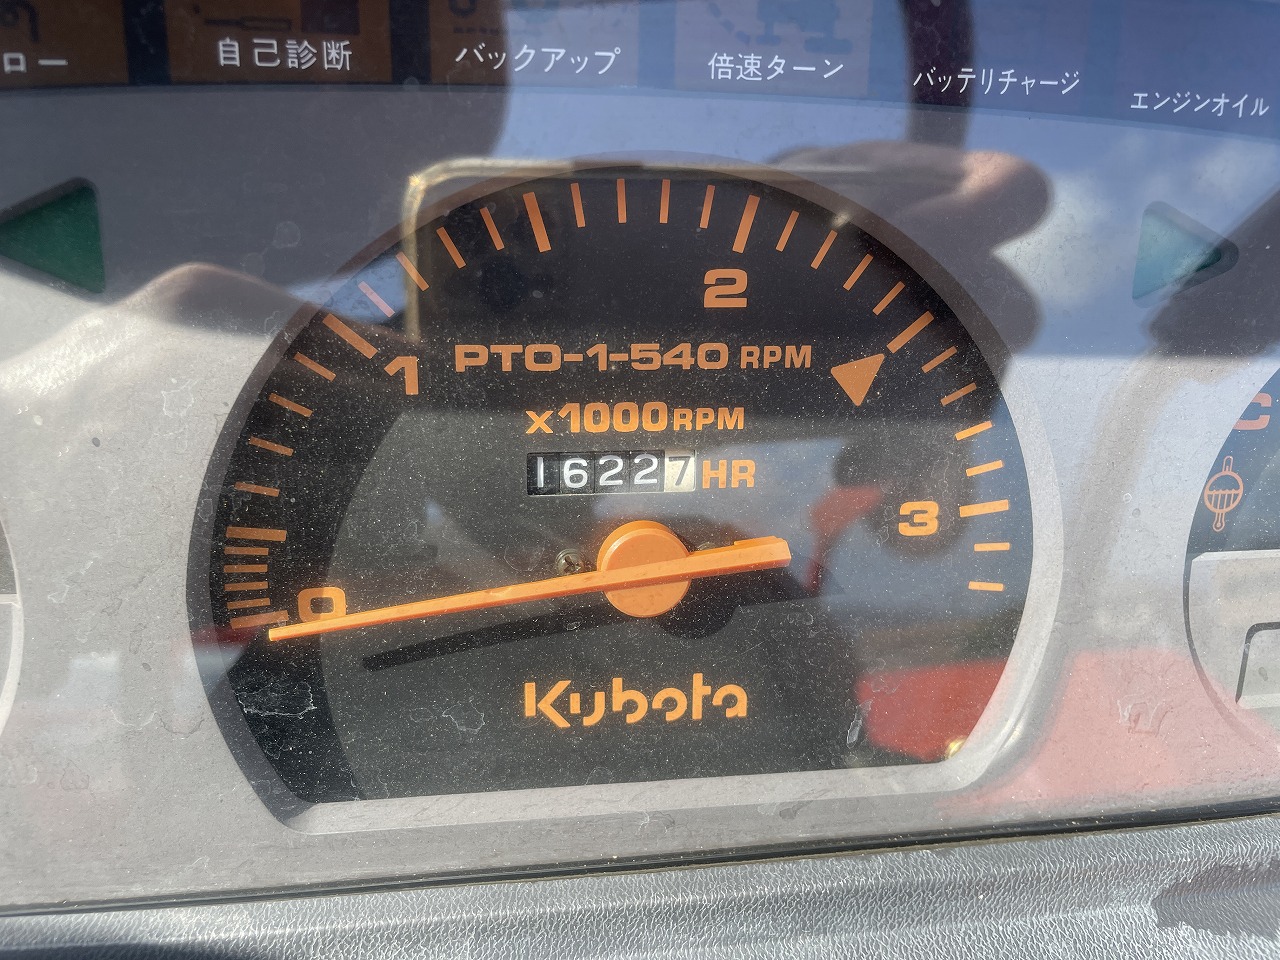 ロー
自己診断
バックアップ
倍速ターン
バッテリチャージ
エンジンオイル
2
1
PTO-1-540 RPM
x1000RPM
16227 HR
3
0
C
Kubota